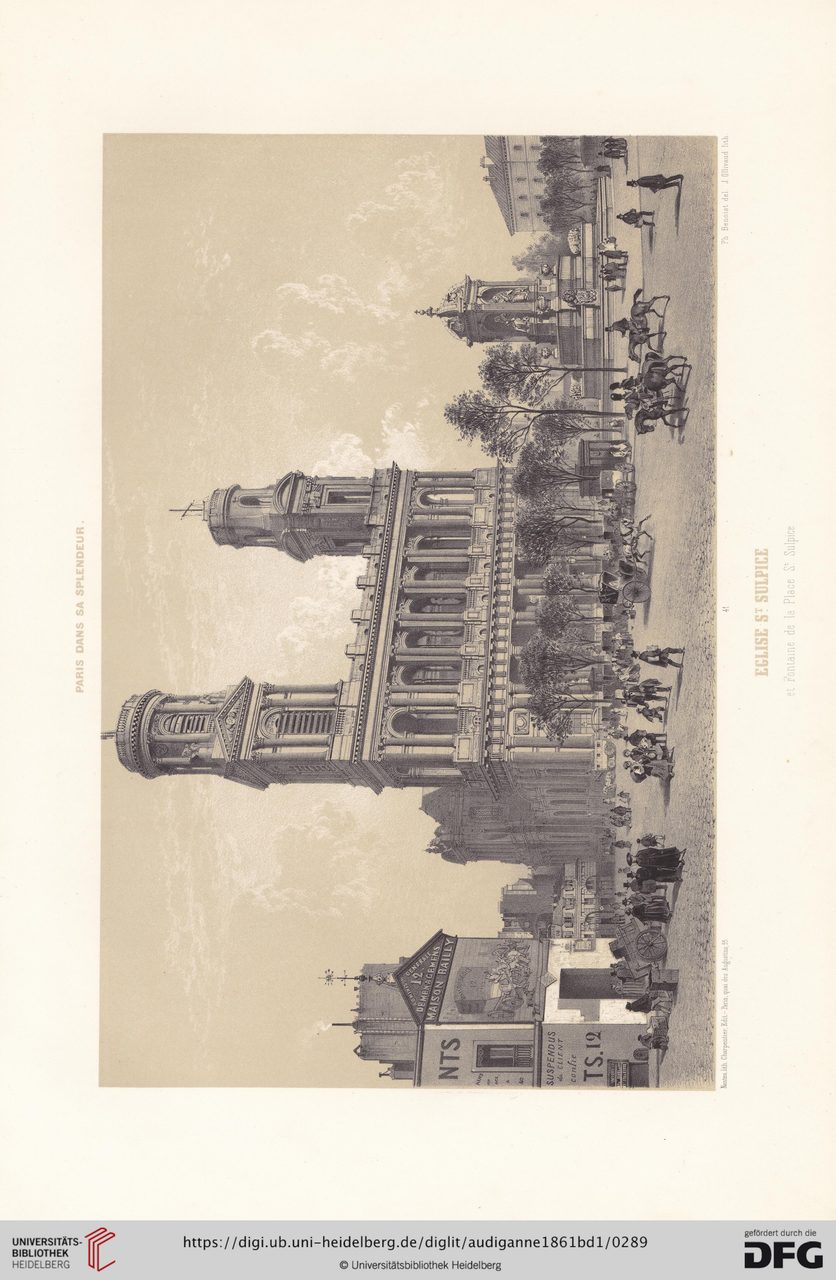 PARIS DANS SA SPLENDEUR.
DEMENAGEMENS
MAISON BAILLY
NTS
SUSPENDUS
TS.12
Ph. Benoist del. J. Ollivaud lith.
41
EGLISE ST. SULPICE
et Fontaine de la Place St. Sulpice
UNIVERSITÄTS-
BIBLIOTHEK
HEIDELBERG
https://digi.ub.uni-heidelberg.de/diglit/audiganne1861bd1/0289
© Universitätsbibliothek Heidelberg
gefördert durch die
DFG